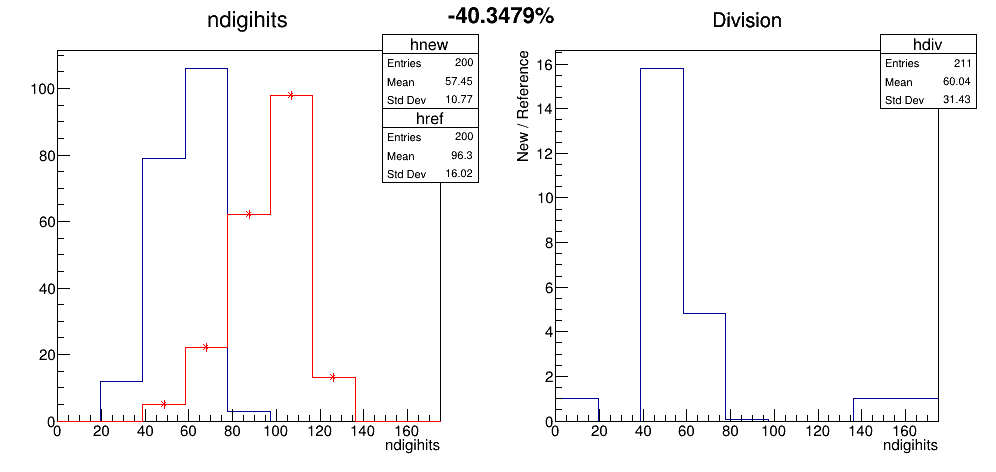 -40.3479%
ndigihits
hnew
Entries 200
Mean 57.45
Std Dev 10.77
href
Entries 200
Mean 96.3
Std Dev 16.02
100
80
60
40
20
0
0 20 40 60 80 100 120 140 160
ndigihits
Division
hdiv
Entries 211
Mean 60.04
Std Dev 31.43
New / Reference
16
14
12
10
8
6
4
2
0
0 20 40 60 80 100 120 140 160
ndigihits